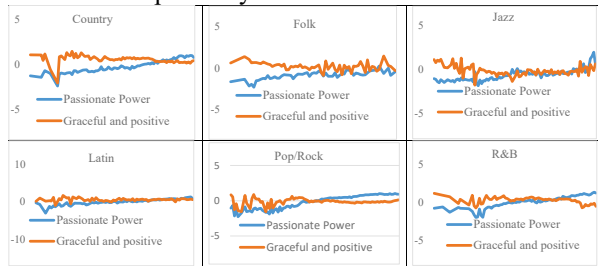 Country
5
0
-5
Passionate Power
Graceful and positive
Folk
5
0
-5
Passionate Power
Graceful and positive
Jazz
5
0
-5
Passionate Power
Graceful and positive
Latin
10
0
-10
Passionate Power
Graceful and positive
Pop/Rock
5
0
-5
Passionate Power
Graceful and positive
R&B
5
0
-5
Passionate Power
Graceful and positive